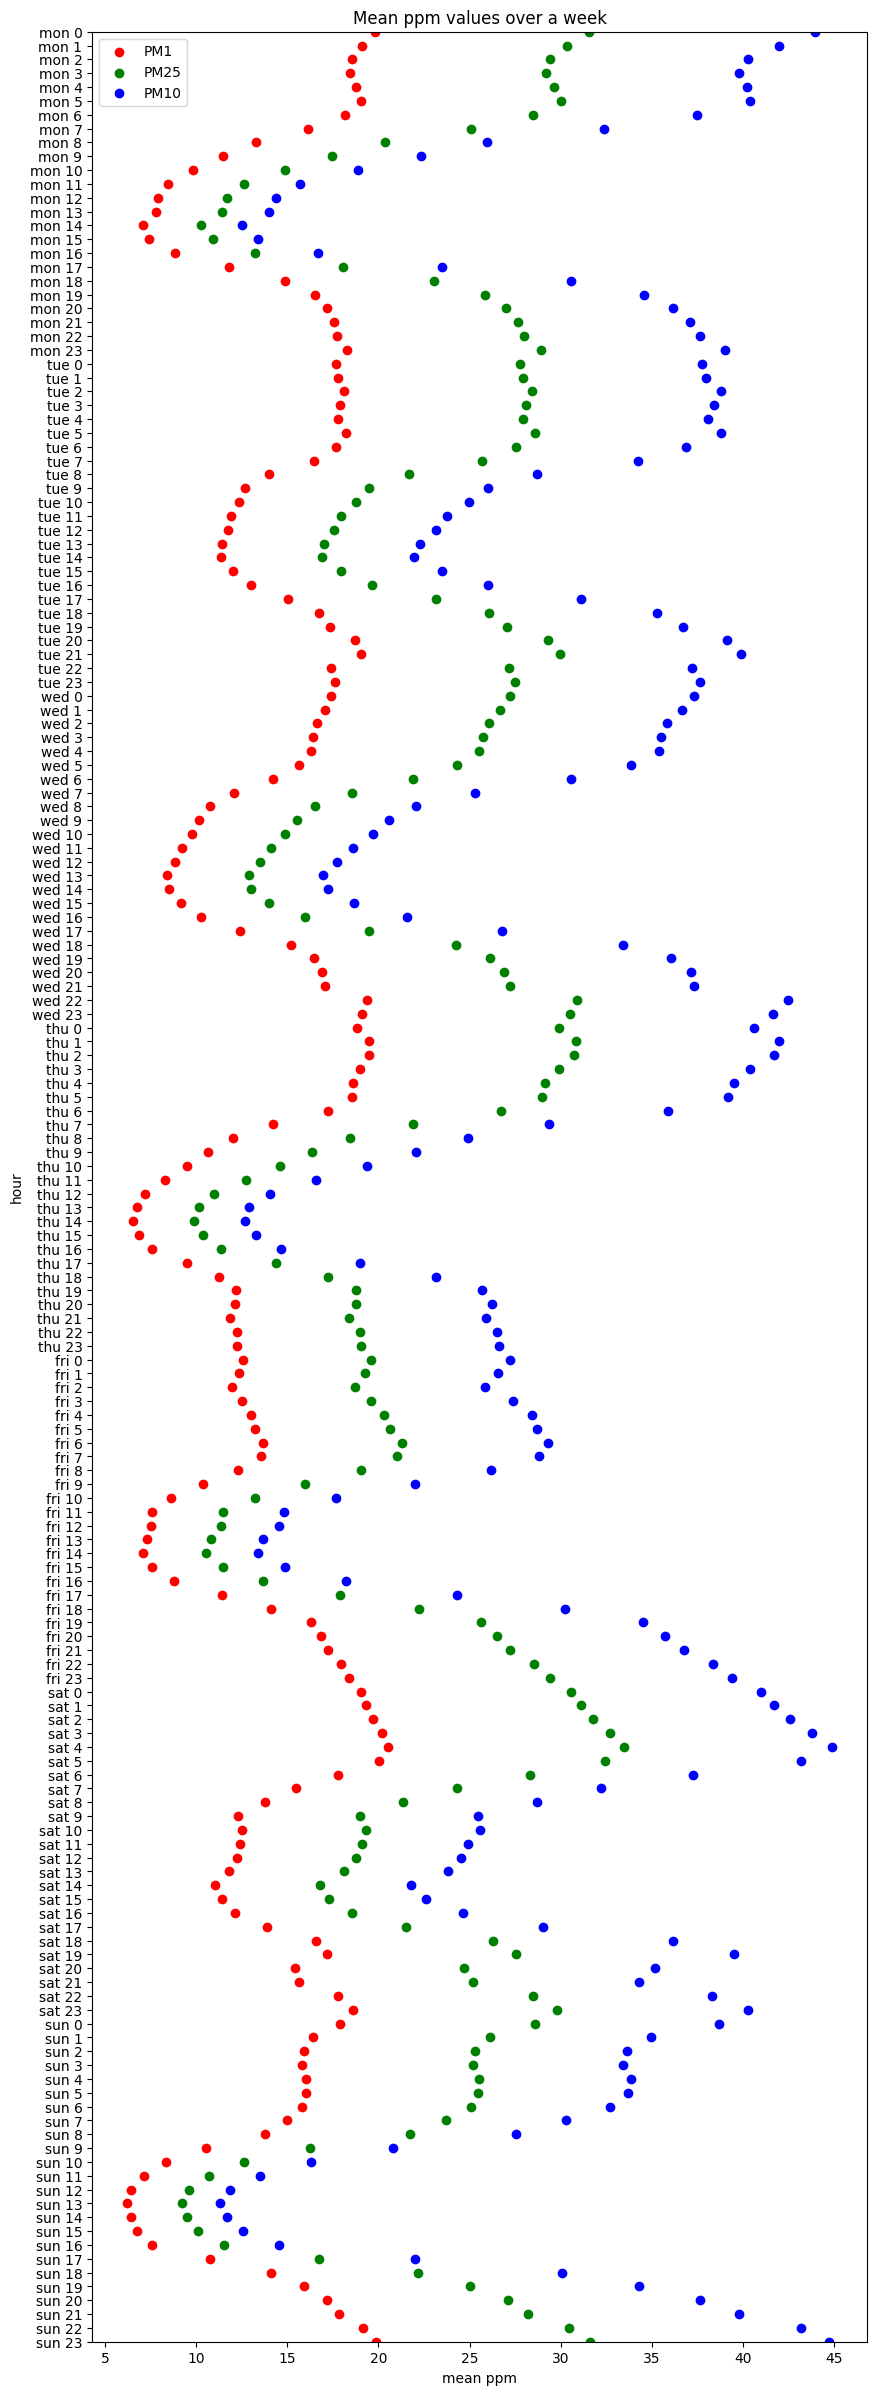 Mean ppm values over a week
PM1
PM25
PM10
mon 0
mon 1
mon 2
mon 3
mon 4
mon 5
mon 6
mon 7
mon 8
mon 9
mon 10
mon 11
mon 12
mon 13
mon 14
mon 15
mon 16
mon 17
mon 18
mon 19
mon 20
mon 21
mon 22
mon 23
tue 0
tue 1
tue 2
tue 3
tue 4
tue 5
tue 6
tue 7
tue 8
tue 9
tue 10
tue 11
tue 12
tue 13
tue 14
tue 15
tue 16
tue 17
tue 18
tue 19
tue 20
tue 21
tue 22
tue 23
wed 0
wed 1
wed 2
wed 3
wed 4
wed 5
wed 6
wed 7
wed 8
wed 9
wed 10
wed 11
wed 12
wed 13
wed 14
wed 15
wed 16
wed 17
wed 18
wed 19
wed 20
wed 21
wed 22
wed 23
thu 0
thu 1
thu 2
thu 3
thu 4
thu 5
thu 6
thu 7
thu 8
thu 9
thu 10
thu 11
thu 12
thu 13
thu 14
thu 15
thu 16
thu 17
thu 18
thu 19
thu 20
thu 21
thu 22
thu 23
fri 0
fri 1
fri 2
fri 3
fri 4
fri 5
fri 6
fri 7
fri 8
fri 9
fri 10
fri 11
fri 12
fri 13
fri 14
fri 15
fri 16
fri 17
fri 18
fri 19
fri 20
fri 21
fri 22
fri 23
sat 0
sat 1
sat 2
sat 3
sat 4
sat 5
sat 6
sat 7
sat 8
sat 9
sat 10
sat 11
sat 12
sat 13
sat 14
sat 15
sat 16
sat 17
sat 18
sat 19
sat 20
sat 21
sat 22
sat 23
sun 0
sun 1
sun 2
sun 3
sun 4
sun 5
sun 6
sun 7
sun 8
sun 9
sun 10
sun 11
sun 12
sun 13
sun 14
sun 15
sun 16
sun 17
sun 18
sun 19
sun 20
sun 21
sun 22
sun 23
hour
5 10 15 20 25 30 35 40 45
mean ppm